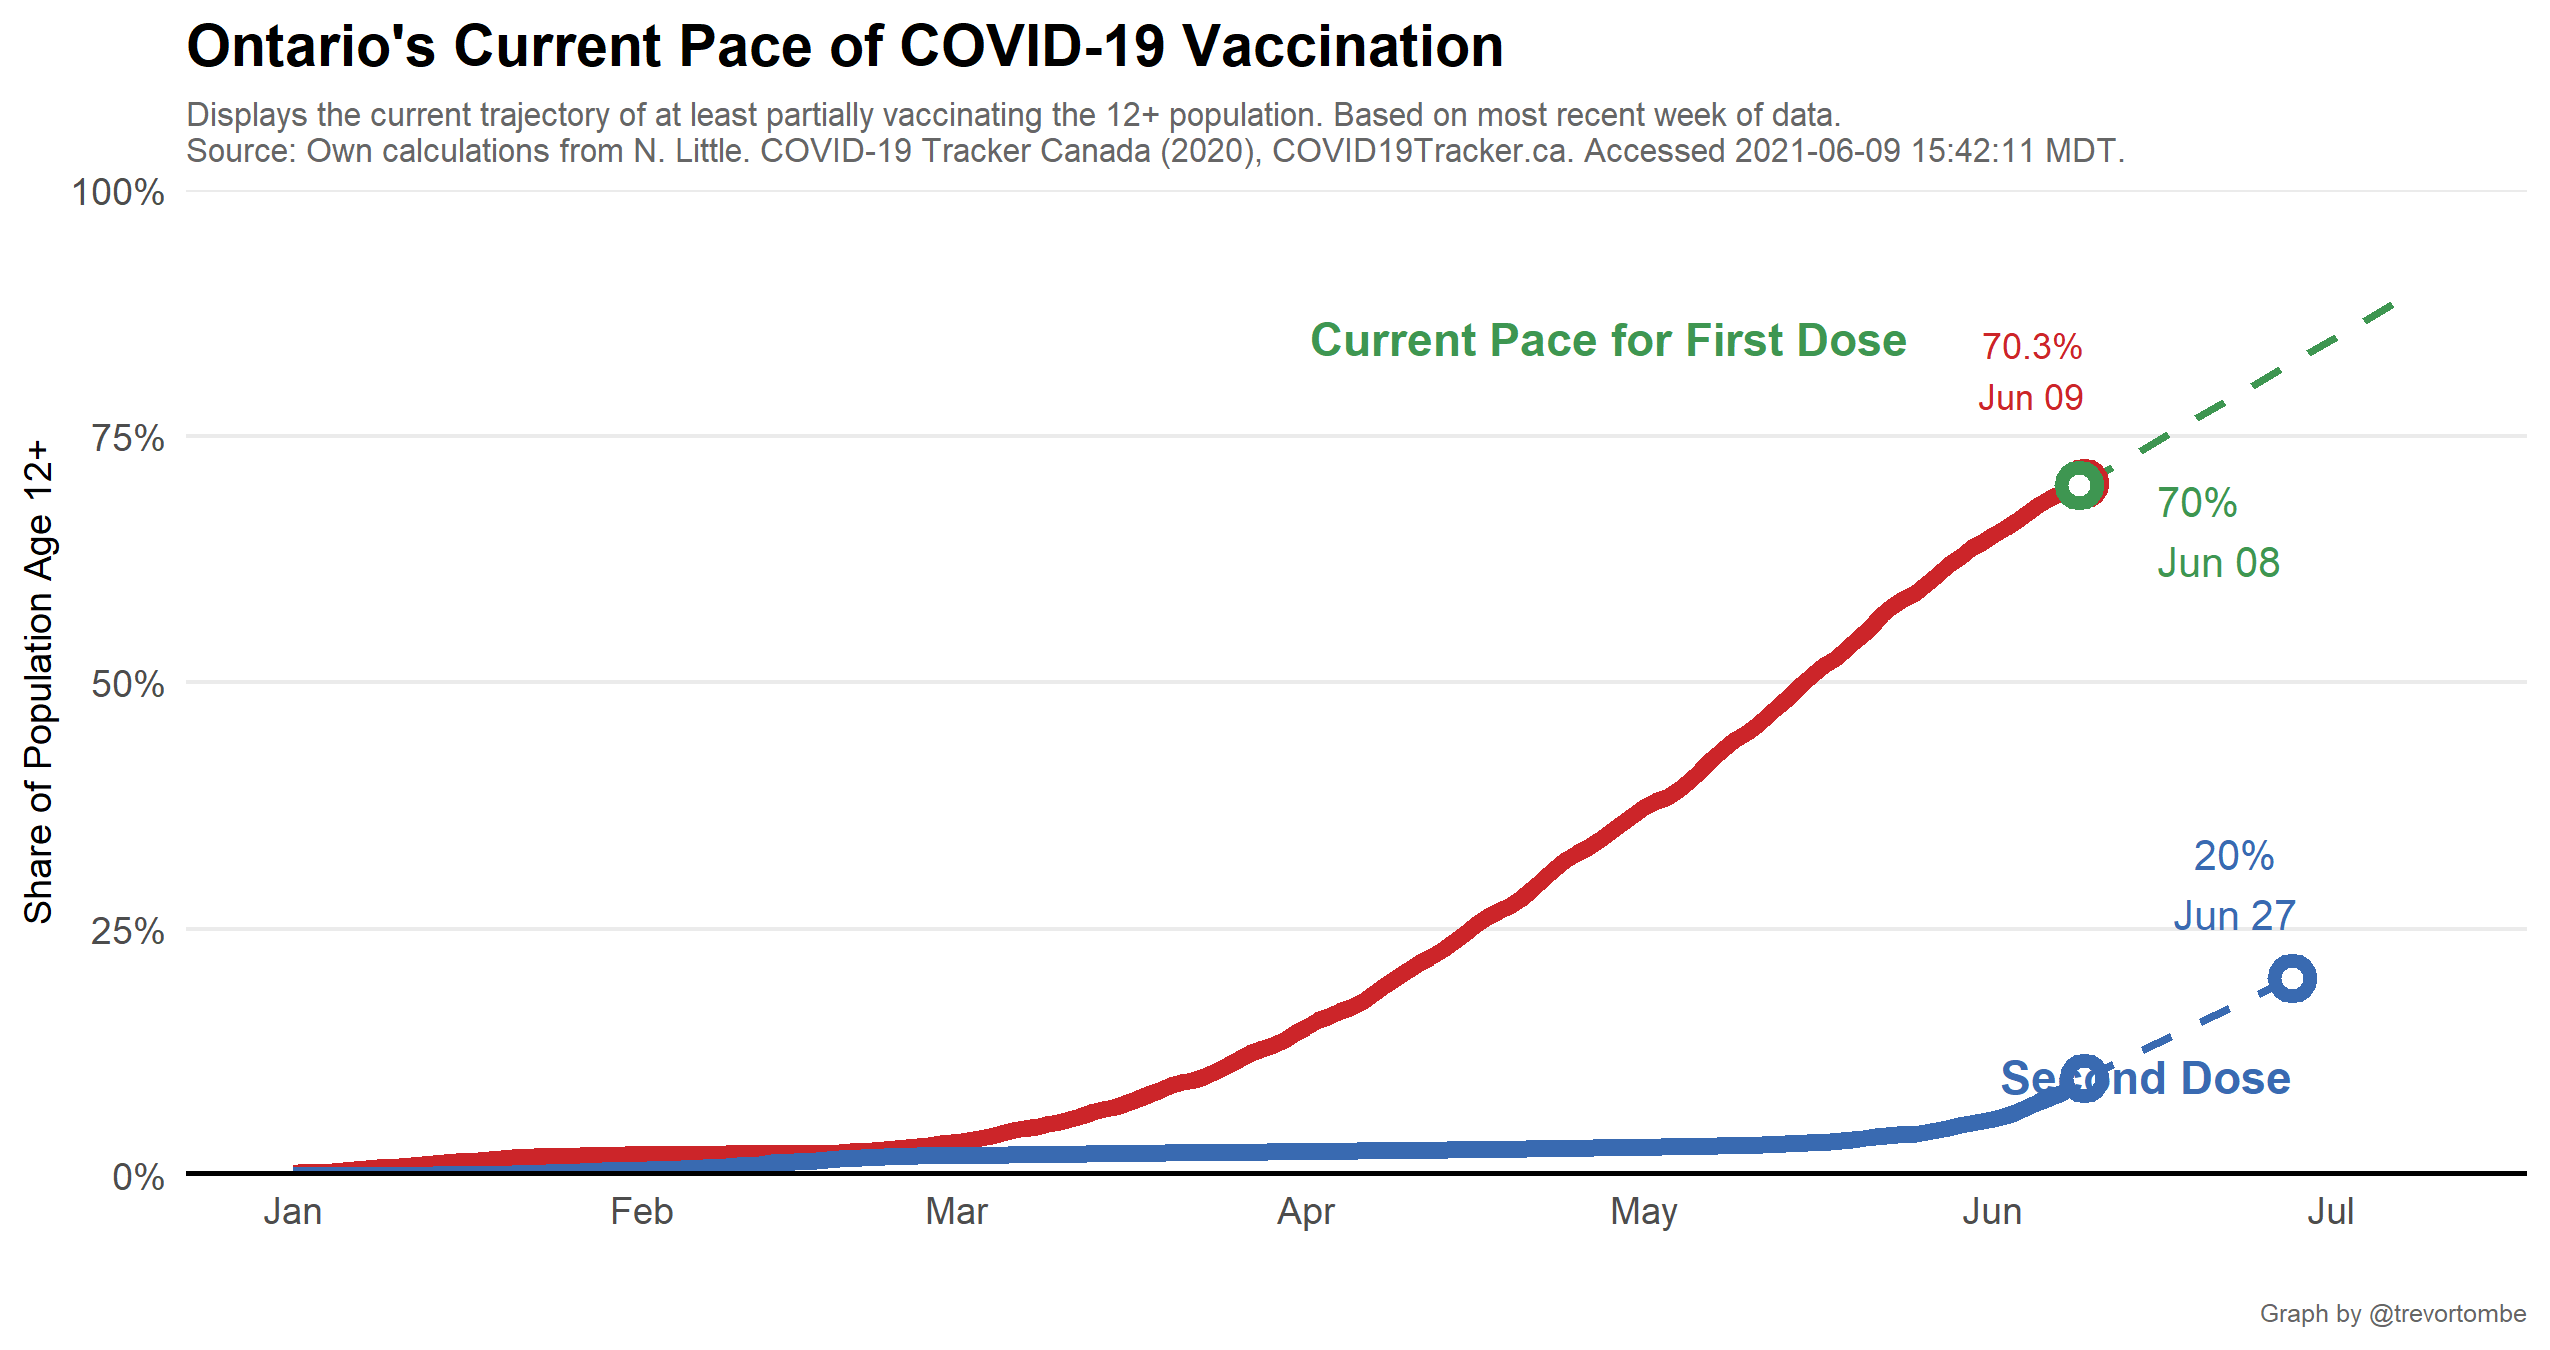 Ontario's Current Pace of COVID-19 Vaccination
Displays the current trajectory of at least partially vaccinating the 12+ population. Based on most recent week of data.
Source: Own calculations from N. Little. COVID-19 Tracker Canada (2020), COVID19Tracker.ca. Accessed 2021-06-09 15:42:11 MDT.
100%
75%
50%
25%
0%
Share of Population Age 12+
Current Pace for First Dose
70.3%
Jun 09
70%
Jun 08
20%
Jun 27
Second Dose
Jan
Feb
Mar
Apr
May
Jun
Jul
Graph by @trevortombe